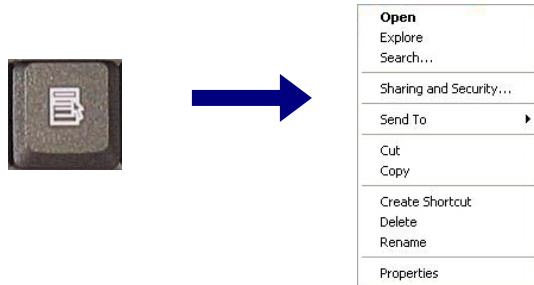 Open
Explore
Search...
Sharing and Security...
Send To
Cut
Copy
Create Shortcut
Delete
Rename
Properties